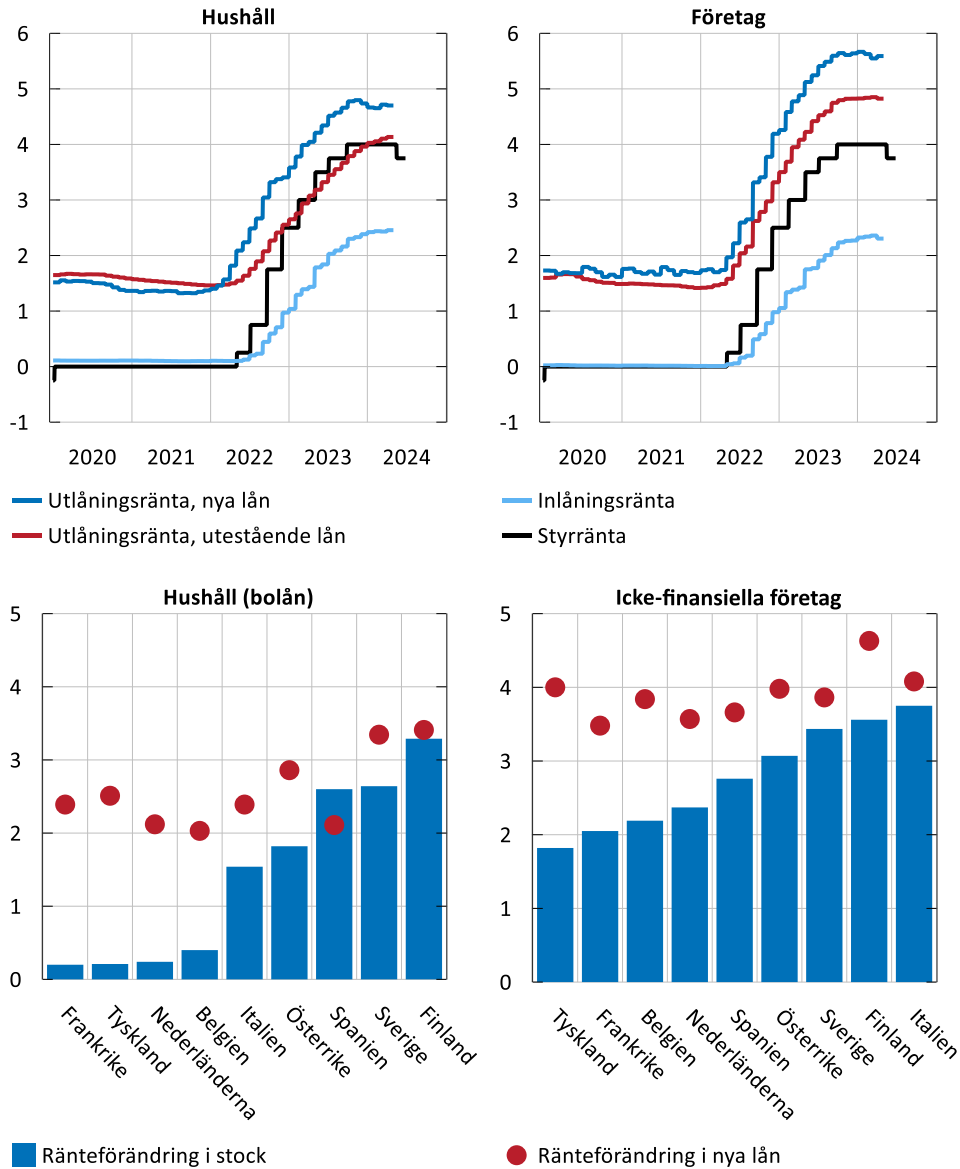 Hushåll
6
5
4
3
2
1
0
-1
2020 2021 2022 2023 2024
Företag
6
5
4
3
2
1
0
-1
2020 2021 2022 2023 2024
Utlåningsränta, nya lån
Utlåningsränta, utestående lån
Inlåningsränta
Styrränta
Hushåll (bolån)
5
4
3
2
1
0
Frankrike
Tyskland
Nederländerna
Belgien
Italien
Österrike
Spanien
Sverige
Finland
Icke-finansiella företag
5
4
3
2
1
0
Tyskland
Frankrike
Belgien
Nederländerna
Spanien
Österrike
Sverige
Finland
Italien
Ränteförändring i stock
Ränteförändring i nya lån